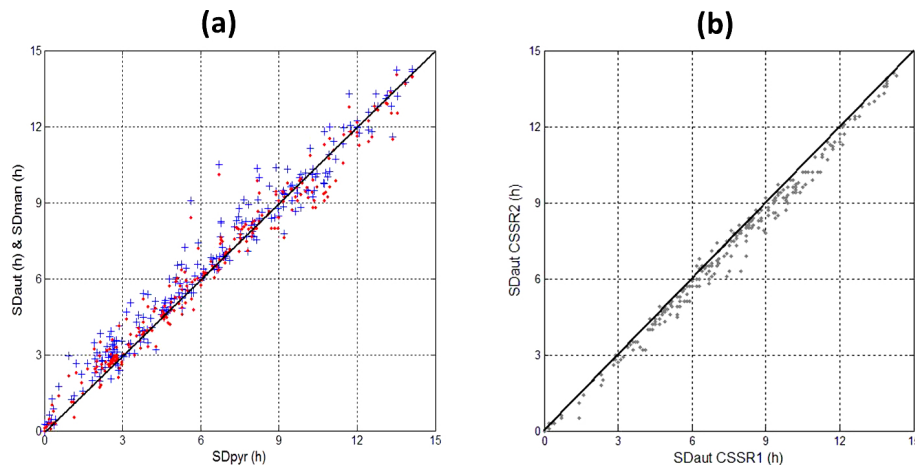 (a)
15
12
9
6
3
0
SDaut (h) & SDman (h)
0 3 6 9 12 15
SDpyr (h)
(b)
15
12
9
6
3
0
SDaut CSSR2 (h)
0 3 6 9 12 15
SDaut CSSR1 (h)